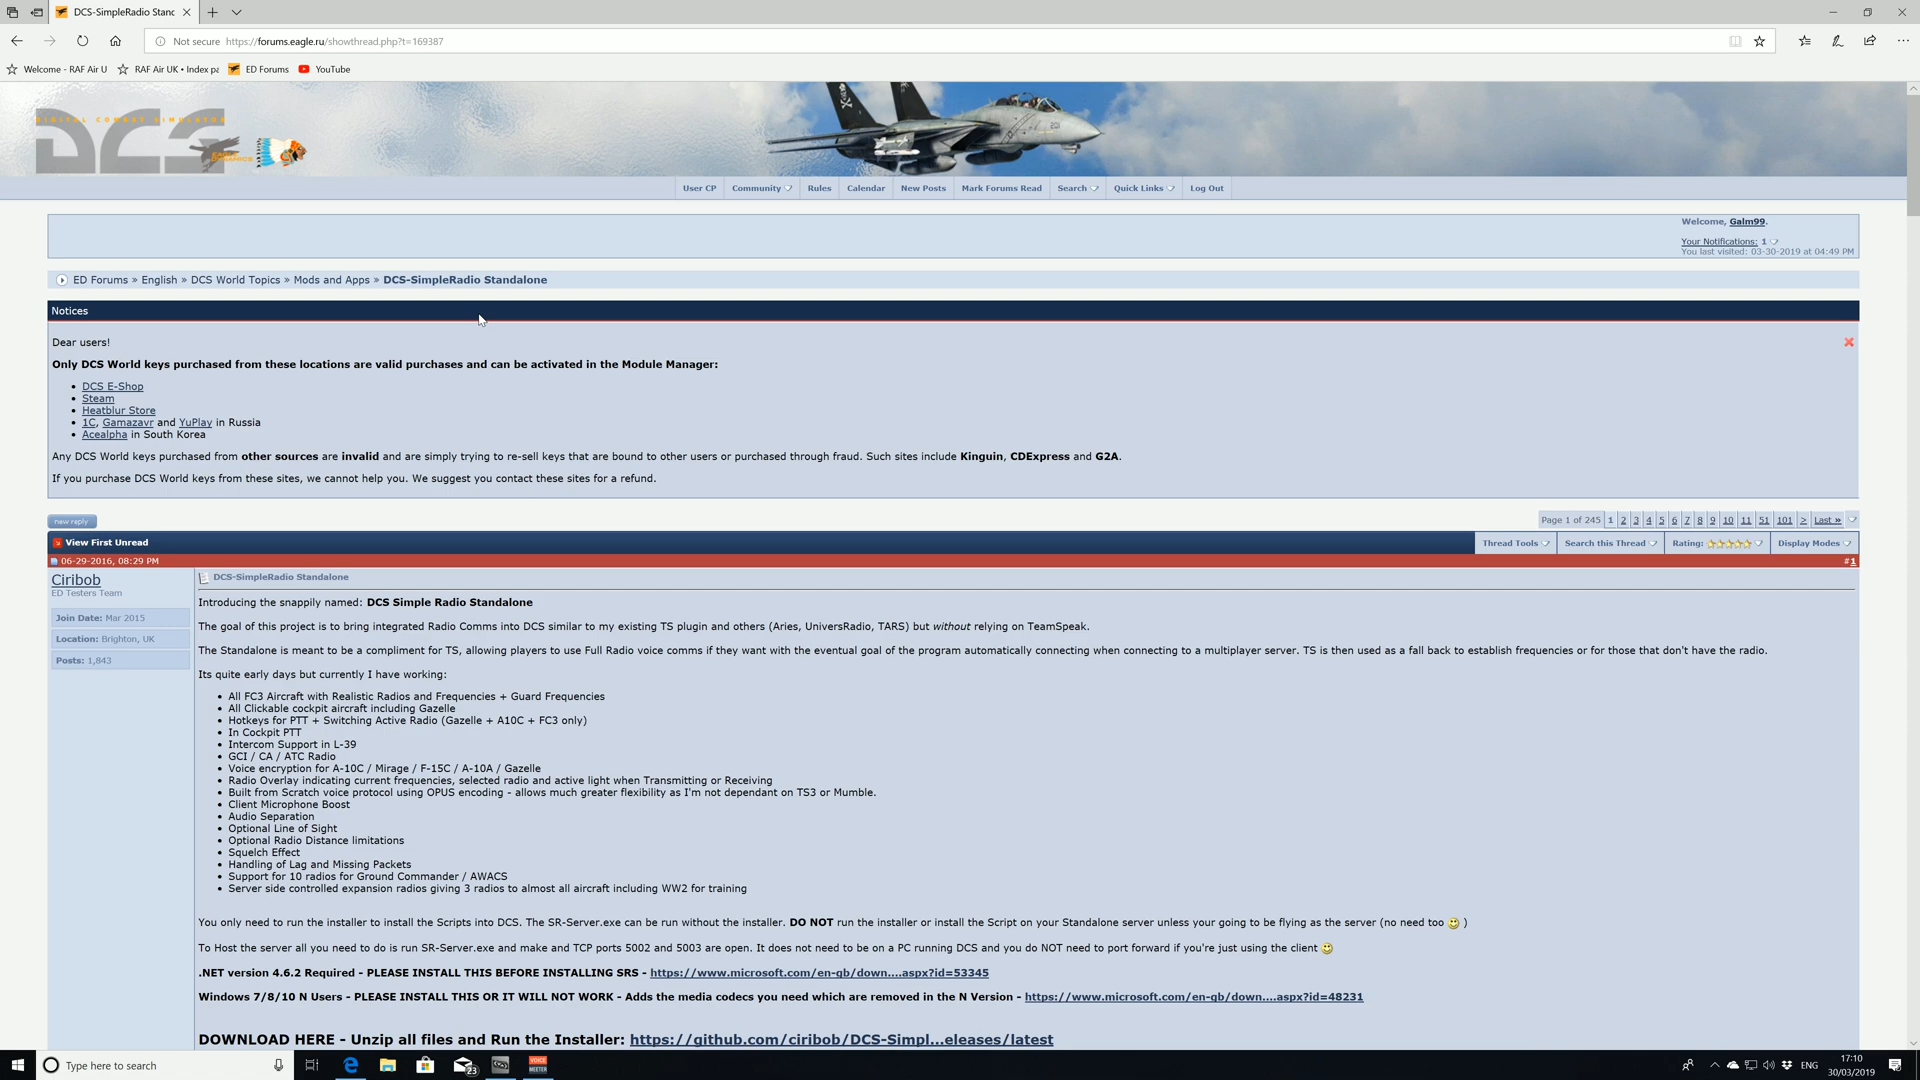 DCS-SimpleRadio Stanc
Not secure https://forums.eagle.ru/showthread.php?t=169387
Welcome - RAF Air U RAF Air UK • Index pa ED Forums YouTube
DIGITAL COMBAT SIMULATOR
DCS
EAGLE DYNAMICS
201
User CP Community Rules Calendar New Posts Mark Forums Read Search Quick Links Log Out
Welcome, Galm99.
Your Notifications: 1
You last visited: 03-30-2019 at 04:49 PM
ED Forums » English » DCS World Topics » Mods and Apps » DCS-SimpleRadio Standalone
Notices
Dear users!
Only DCS World keys purchased from these locations are valid purchases and can be activated in the Module Manager:
• DCS E-Shop
• Steam
• Heatblur Store
• 1C, Gamazavr and YuPlay in Russia
• Acealpha in South Korea
Any DCS World keys purchased from other sources are invalid and are simply trying to re-sell keys that are bound to other users or purchased through fraud. Such sites include Kinguin, CDExpress and G2A.
If you purchase DCS World keys from these sites, we cannot help you. We suggest you contact these sites for a refund.
new reply
Page 1 of 245 1 2 3 4 5 6 7 8 9 10 11 51 101 > Last »
View First Unread Thread Tools Search this Thread Rating: Display Modes
06-29-2016, 08:29 PM #1
Ciribob
ED Testers Team
Join Date: Mar 2015
Location: Brighton, UK
Posts: 1,843
DCS-SimpleRadio Standalone
Introducing the snappily named: DCS Simple Radio Standalone
The goal of this project is to bring integrated Radio Comms into DCS similar to my existing TS plugin and others (Aries, UniversRadio, TARS) but without relying on TeamSpeak.
The Standalone is meant to be a compliment for TS, allowing players to use Full Radio voice comms if they want with the eventual goal of the program automatically connecting when connecting to a multiplayer server. TS is then used as a fall back to establish frequencies or for those that don't have the radio.
Its quite early days but currently I have working:
• All FC3 Aircraft with Realistic Radios and Frequencies + Guard Frequencies
• All Clickable cockpit aircraft including Gazelle
• Hotkeys for PTT + Switching Active Radio (Gazelle + A10C + FC3 only)
• In Cockpit PTT
• Intercom Support in L-39
• GCI / CA / ATC Radio
• Voice encryption for A-10C / Mirage / F-15C / A-10A / Gazelle
• Radio Overlay indicating current frequencies, selected radio and active light when Transmitting or Receiving
• Built from Scratch voice protocol using OPUS encoding - allows much greater flexibility as I'm not dependant on TS3 or Mumble.
• Client Microphone Boost
• Audio Separation
• Optional Line of Sight
• Optional Radio Distance limitations
• Squelch Effect
• Handling of Lag and Missing Packets
• Support for 10 radios for Ground Commander / AWACS
• Server side controlled expansion radios giving 3 radios to almost all aircraft including WW2 for training
You only need to run the installer to install the Scripts into DCS. The SR-Server.exe can be run without the installer. DO NOT run the installer or install the Script on your Standalone server unless your going to be flying as the server (no need too )
To Host the server all you need to do is run SR-Server.exe and make and TCP ports 5002 and 5003 are open. It does not need to be on a PC running DCS and you do NOT need to port forward if you're just using the client
.NET version 4.6.2 Required - PLEASE INSTALL THIS BEFORE INSTALLING SRS - https://www.microsoft.com/en-gb/down....aspx?id=53345
Windows 7/8/10 N Users - PLEASE INSTALL THIS OR IT WILL NOT WORK - Adds the media codecs you need which are removed in the N Version - https://www.microsoft.com/en-gb/down....aspx?id=48231
DOWNLOAD HERE - Unzip all files and Run the Installer: https://github.com/ciribob/DCS-Simpl...eleases/latest
Type here to search
23
VOICE MEETER
ENG
17:10
30/03/2019